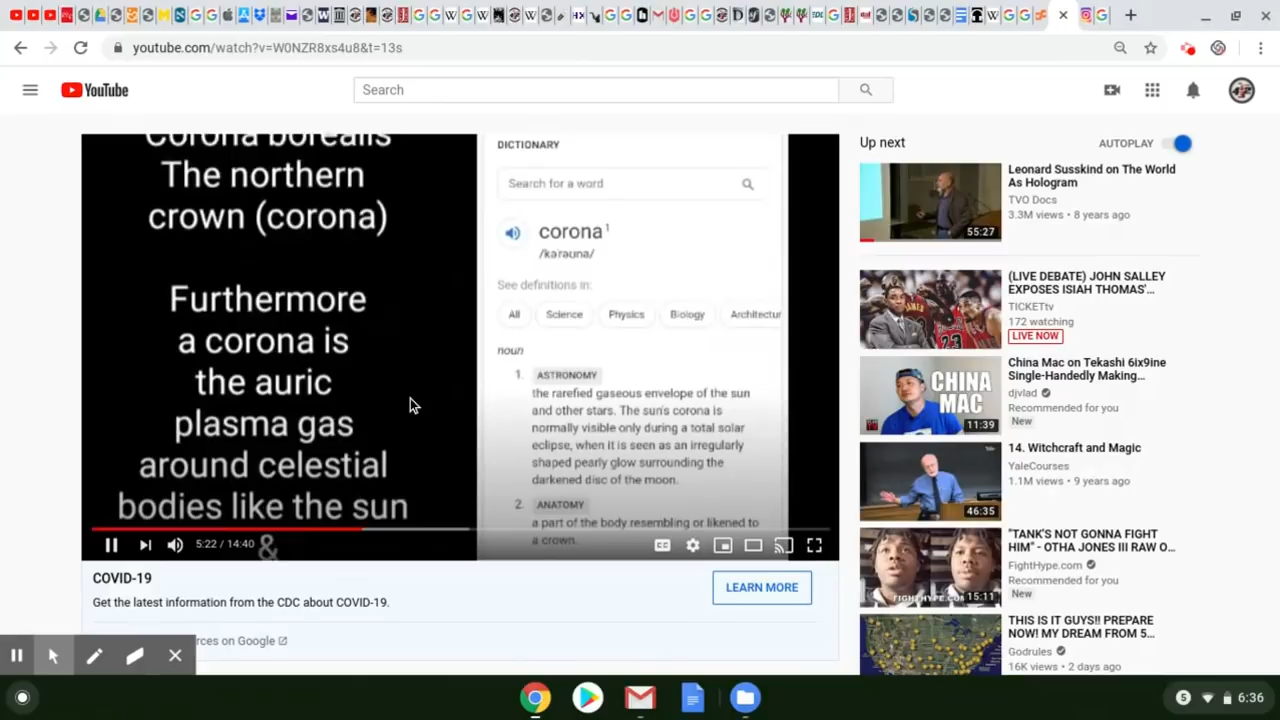 youtube.com/watch?v=W0NZR8xs4u8&t=13s
YouTube
Search
Corona borealis
The northern
crown (corona)
Furthermore
a corona is
the auric
plasma gas
around celestial
bodies like the sun
&
DICTIONARY
Search for a word
corona1
/kəˈrəʊnə/
See definitions in:
All
Science
Physics
Biology
Architectur
noun
1. ASTRONOMY
the rarefied gaseous envelope of the sun
and other stars. The sun's corona is
normally visible only during a total solar
eclipse, when it is seen as an irregularly
shaped pearly glow surrounding the
darkened disc of the moon.
2. ANATOMY
a part of the body resembling or likened to
a crown.
5:22 / 14:40
COVID-19
Get the latest information from the CDC about COVID-19.
LEARN MORE
rces on Google
Up next
AUTOPLAY
Leonard Susskind on The World
As Hologram
TVO Docs
3.3M views • 8 years ago
55:27
(LIVE DEBATE) JOHN SALLEY
EXPOSES ISIAH THOMAS'...
TICKETtv
172 watching
LIVE NOW
China Mac on Tekashi 6ix9ine
Single-Handedly Making...
djvlad
Recommended for you
New
CHINA
MAC
11:39
14. Witchcraft and Magic
YaleCourses
1.1M views • 9 years ago
46:35
"TANK'S NOT GONNA FIGHT
HIM" - OTHA JONES III RAW O...
FightHype.com
Recommended for you
New
FIGHTHYPE.COM
15:11
THIS IS IT GUYS!! PREPARE
NOW! MY DREAM FROM 5...
Godrules
16K views • 2 days ago
5
6:36